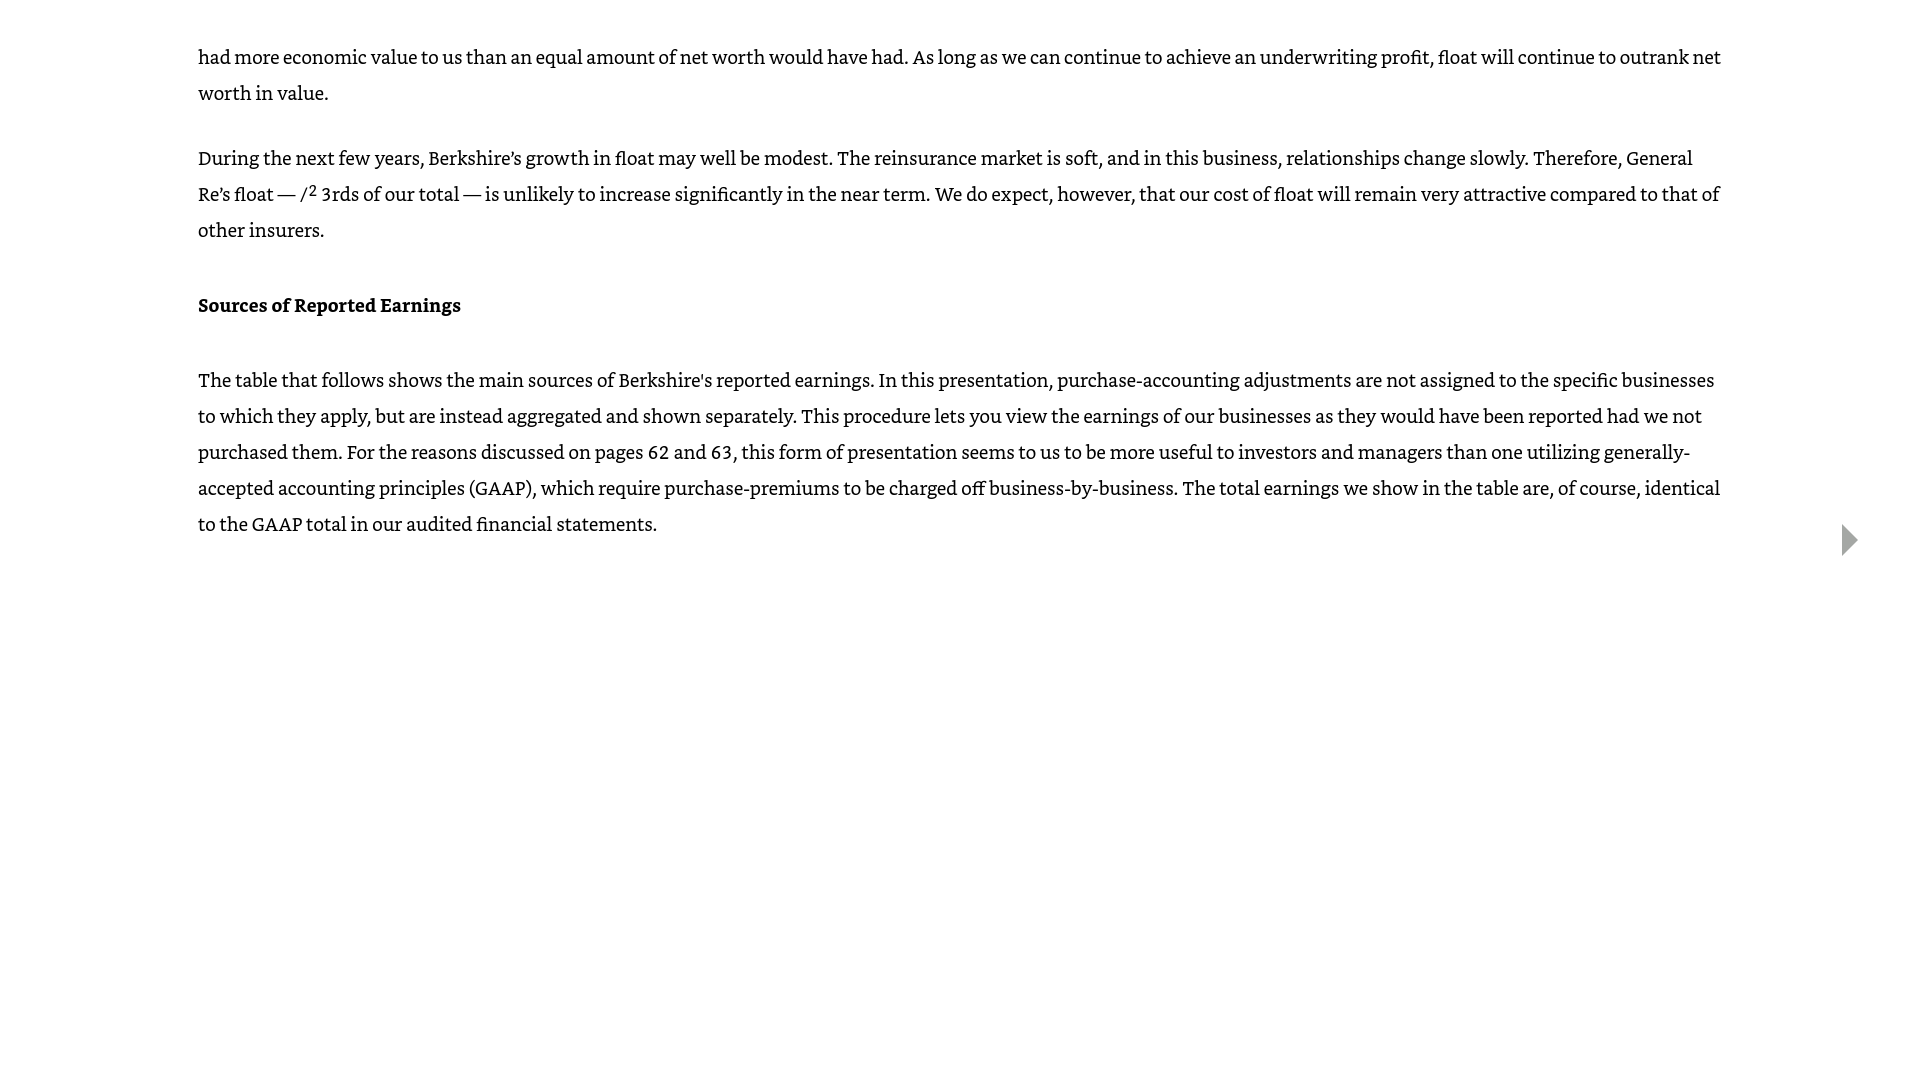 had more economic value to us than an equal amount of net worth would have had. As long as we can continue to achieve an underwriting profit, float will continue to outrank net
worth in value.
During the next few years, Berkshire’s growth in float may well be modest. The reinsurance market is soft, and in this business, relationships change slowly. Therefore, General
Re’s float — /² 3rds of our total — is unlikely to increase significantly in the near term. We do expect, however, that our cost of float will remain very attractive compared to that of
other insurers.
Sources of Reported Earnings
The table that follows shows the main sources of Berkshire's reported earnings. In this presentation, purchase-accounting adjustments are not assigned to the specific businesses
to which they apply, but are instead aggregated and shown separately. This procedure lets you view the earnings of our businesses as they would have been reported had we not
purchased them. For the reasons discussed on pages 62 and 63, this form of presentation seems to us to be more useful to investors and managers than one utilizing generally-
accepted accounting principles (GAAP), which require purchase-premiums to be charged off business-by-business. The total earnings we show in the table are, of course, identical
to the GAAP total in our audited financial statements.